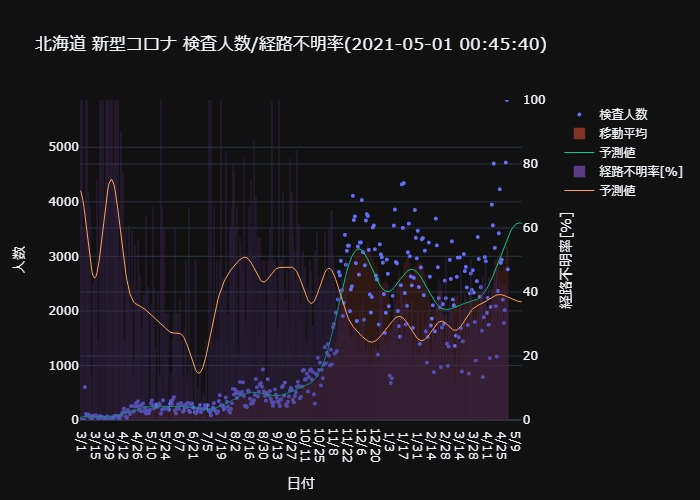 北海道 新型コロナ 検査人数/経路不明率(2021-05-01 00:45:40)
検査人数
移動平均
予測値
経路不明率[%]
予測値
人数
5000
4000
3000
2000
1000
0
経路不明率[%]
100
80
60
40
20
0
3/1 3/15 3/29 4/12 4/26 5/10 5/24 6/7 6/21 7/5 7/19 8/2 8/16 8/30 9/13 9/27 10/11 10/25 11/8 11/22 12/6 12/20 1/3 1/17 1/31 2/14 2/28 3/14 3/28 4/11 4/25 5/9
日付